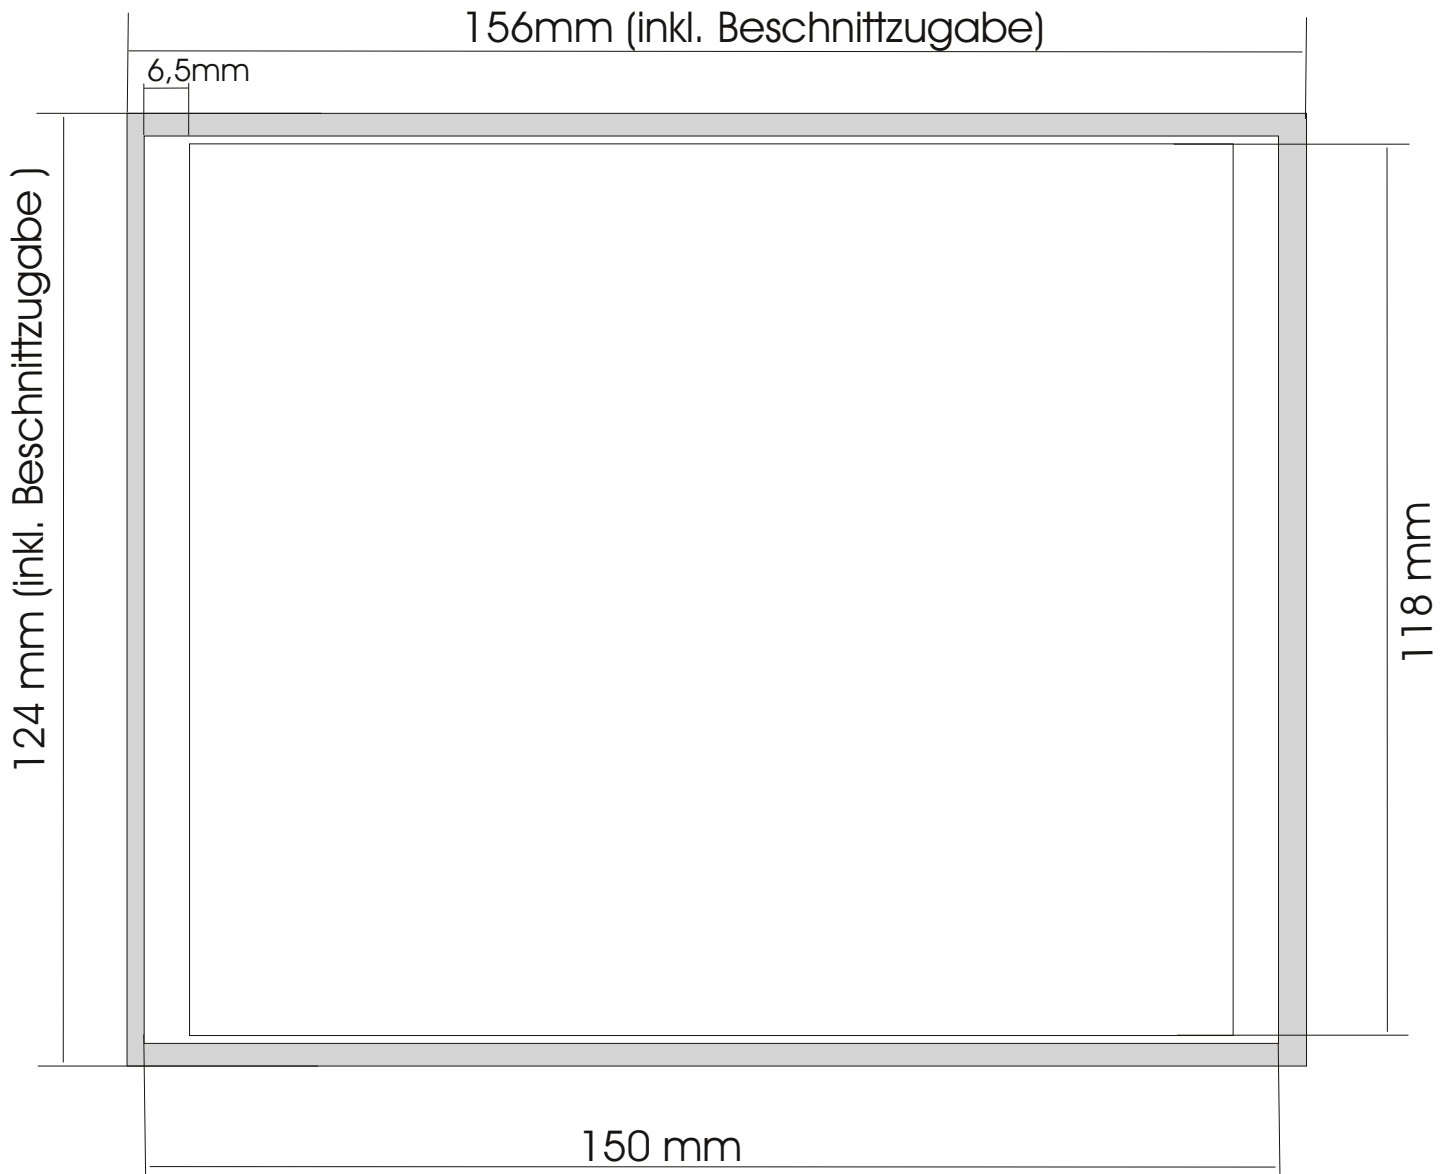 156mm (inkl. Beschnittzugabe)
6,5mm
124 mm (inkl. Beschnittzugabe )
118 mm
150 mm